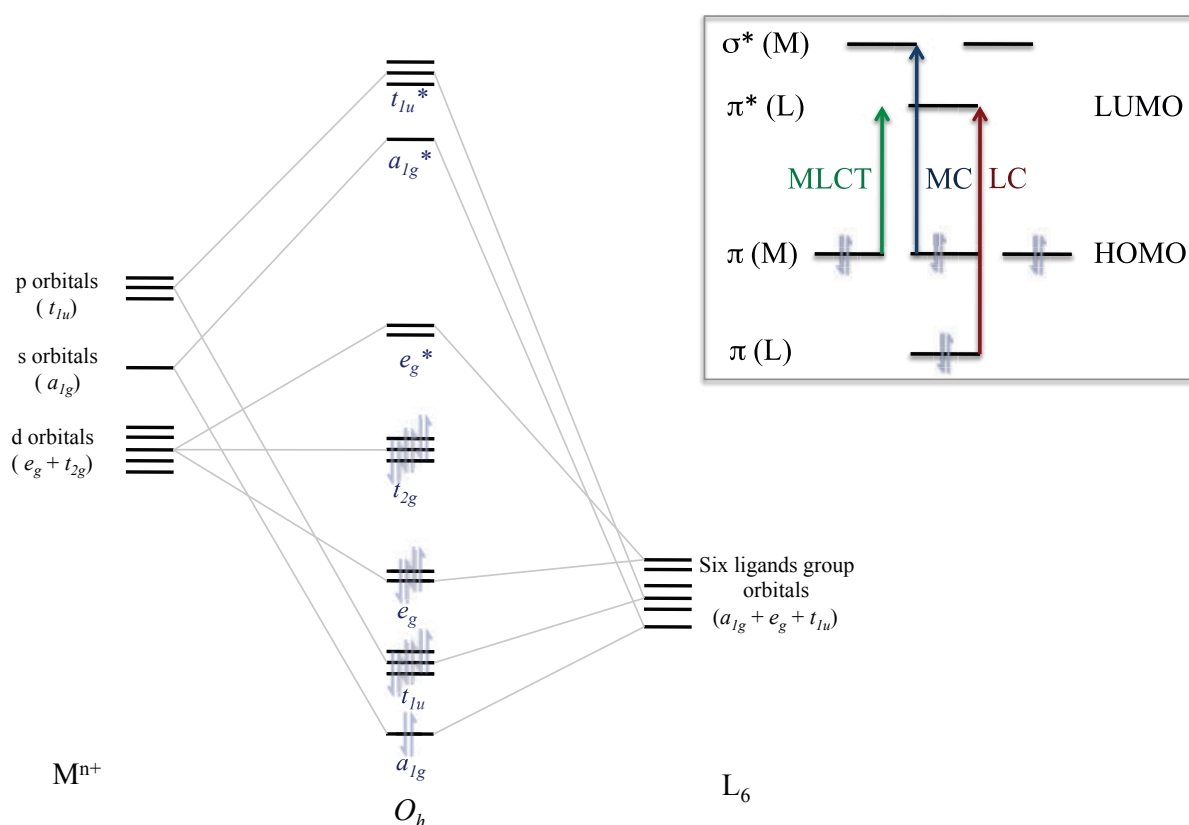 t1u*
a1g*
p orbitals
( t1u)
s orbitals
( a1g)
eg*
d orbitals
( eg + t2g)
t2g
Six ligands group
orbitals
(a1g + eg + t1u)
eg
t1u
a1g
Mn+
Oh
L6
σ* (M)
π* (L) LUMO
MLCT MC LC
π (M) HOMO
π (L)